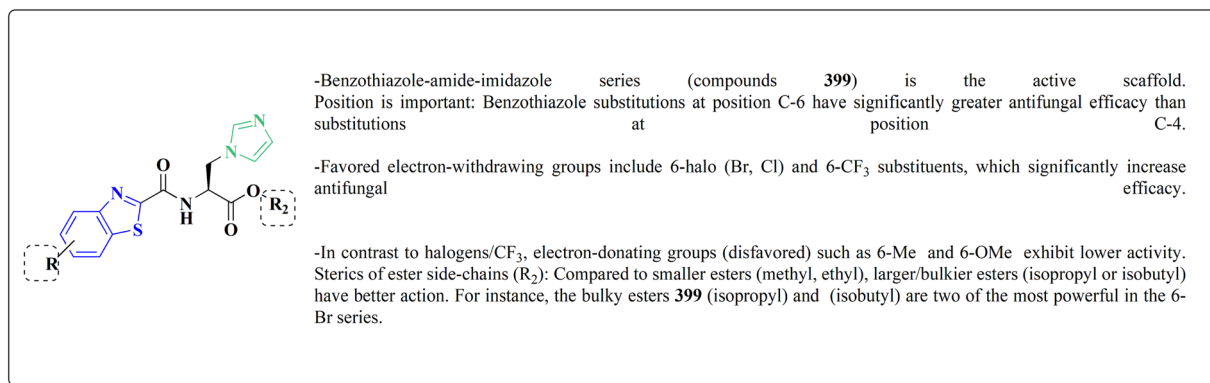 -Benzothiazole-amide-imidazole series (compounds 399) is the active scaffold.
Position is important: Benzothiazole substitutions at position C-6 have significantly greater antifungal efficacy than
substitutions at position C-4.
-Favored electron-withdrawing groups include 6-halo (Br, Cl) and 6-CF3 substituents, which significantly increase
antifungal efficacy.
-In contrast to halogens/CF3, electron-donating groups (disfavored) such as 6-Me and 6-OMe exhibit lower activity.
Sterics of ester side-chains (R2): Compared to smaller esters (methyl, ethyl), larger/bulkier esters (isopropyl or isobutyl)
have better action. For instance, the bulky esters 399 (isopropyl) and (isobutyl) are two of the most powerful in the 6-
Br series.
N
N
O
N
S
N
H
O
O
R2
R